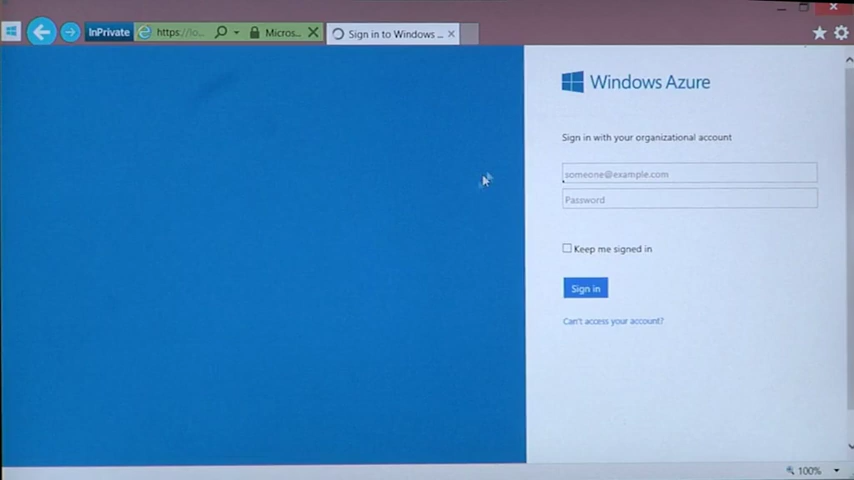 InPrivate
https://lo...
Micros...
Sign in to Windows ...
Windows Azure
Sign in with your organizational account
someone@example.com
Password
Keep me signed in
Sign in
Can't access your account?
100%